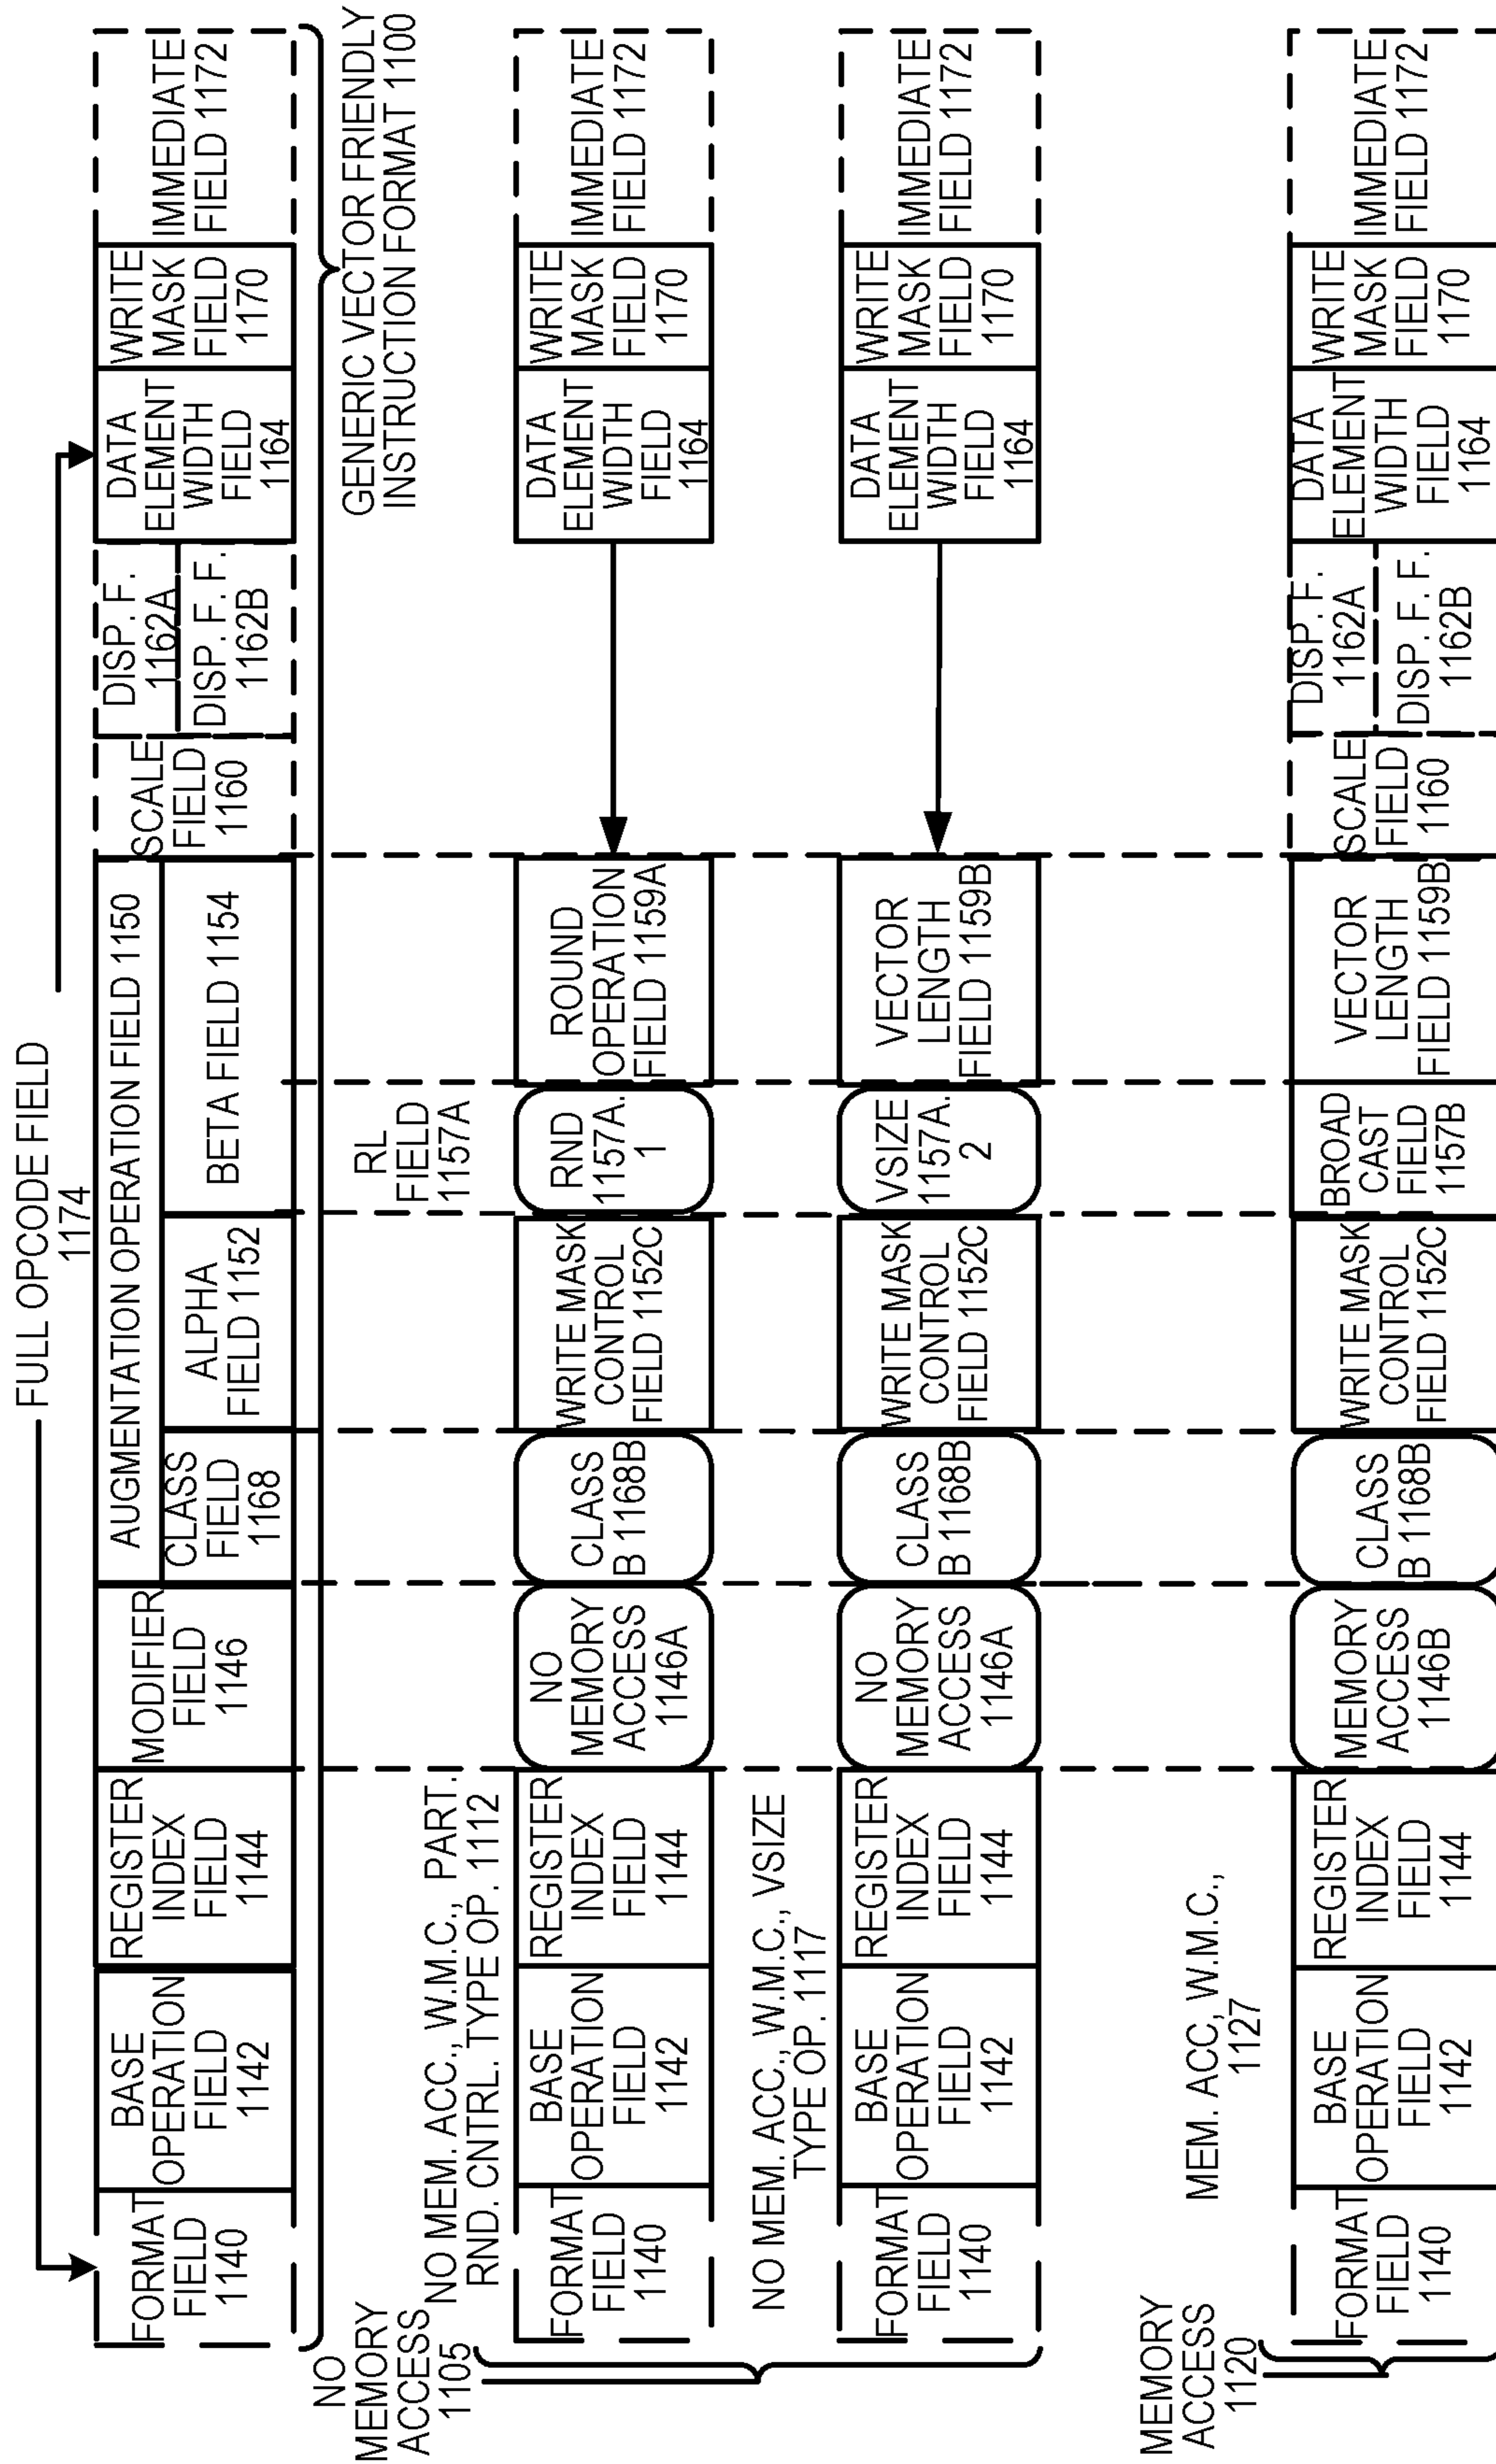 FULL OPCODE FIELD
1174
FORMAT
FIELD
1140
BASE
OPERATION
FIELD
1142
REGISTER
INDEX
FIELD
1144
MODIFIER
FIELD
1146
AUGMENTATION OPERATION FIELD 1150
CLASS
FIELD
1168
ALPHA
FIELD 1152
BETA FIELD 1154
SCALE
FIELD
1160
DISP. F.
1162A
DISP. F. F.
1162B
DATA
ELEMENT
WIDTH
FIELD
1164
WRITE
MASK
FIELD
1170
IMMEDIATE
FIELD 1172
GENERIC VECTOR FRIENDLY
INSTRUCTION FORMAT 1100
NO
MEMORY
ACCESS
1105
NO MEM. ACC., W.M.C., PART.
RND. CNTRL. TYPE OP. 1112
RL
FIELD
1157A
FORMAT
FIELD
1140
BASE
OPERATION
FIELD
1142
REGISTER
INDEX
FIELD
1144
NO
MEMORY
ACCESS
1146A
CLASS
B 1168B
WRITE MASK
CONTROL
FIELD 1152C
RND
1157A.
1
ROUND
OPERATION
FIELD 1159A
DATA
ELEMENT
WIDTH
FIELD
1164
WRITE
MASK
FIELD
1170
IMMEDIATE
FIELD 1172
NO MEM. ACC., W.M.C., VSIZE
TYPE OP. 1117
FORMAT
FIELD
1140
BASE
OPERATION
FIELD
1142
REGISTER
INDEX
FIELD
1144
NO
MEMORY
ACCESS
1146A
CLASS
B 1168B
WRITE MASK
CONTROL
FIELD 1152C
VSIZE
1157A.
2
VECTOR
LENGTH
FIELD 1159B
DATA
ELEMENT
WIDTH
FIELD
1164
WRITE
MASK
FIELD
1170
IMMEDIATE
FIELD 1172
MEMORY
ACCESS
1120
MEM. ACC, W.M.C.,
1127
FORMAT
FIELD
1140
BASE
OPERATION
FIELD
1142
REGISTER
INDEX
FIELD
1144
MEMORY
ACCESS
1146B
CLASS
B 1168B
WRITE MASK
CONTROL
FIELD 1152C
BROAD
CAST
FIELD
1157B
VECTOR
LENGTH
FIELD 1159B
SCALE
FIELD
1160
DISP. F.
1162A
DISP. F. F.
1162B
DATA
ELEMENT
WIDTH
FIELD
1164
WRITE
MASK
FIELD
1170
IMMEDIATE
FIELD 1172